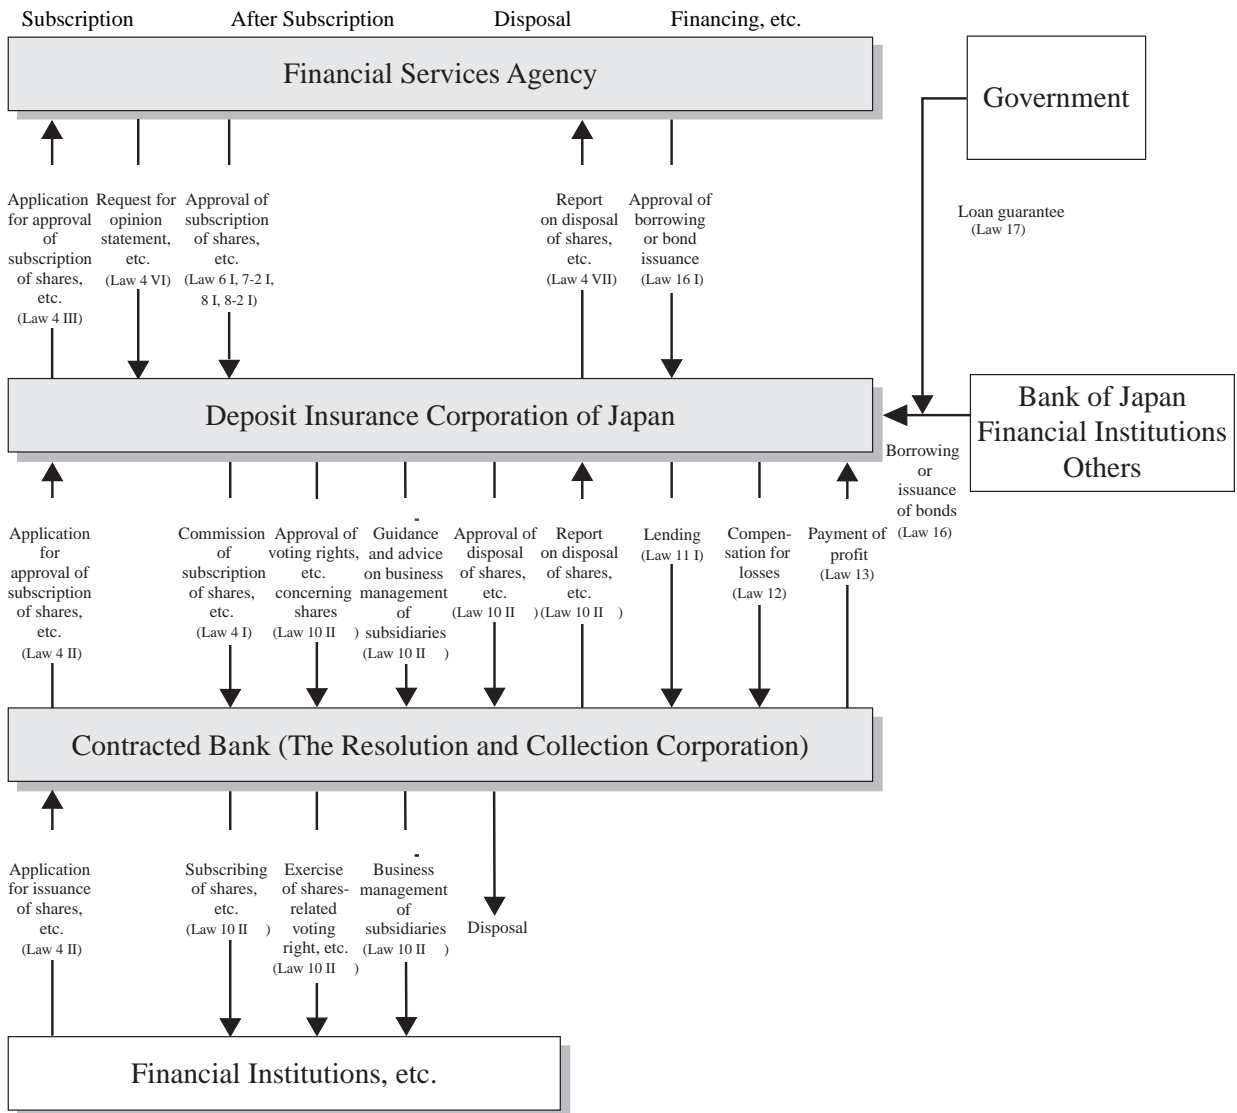 Subscription
After Subscription
Disposal
Financing, etc.
Financial Services Agency
Government
Application
for approval
of
subscription
of shares,
etc.
(Law 4 III)
Request for
opinion
statement,
etc.
(Law 4 VI)
Approval of
subscription
of shares,
etc.
(Law 6 I, 7-2 I,
8 I, 8-2 I)
Report
on disposal
of shares,
etc.
(Law 4 VII)
Approval of
borrowing
or bond
issuance
(Law 16 I)
Loan guarantee
(Law 17)
Deposit Insurance Corporation of Japan
Bank of Japan
Financial Institutions
Others
Borrowing
or
issuance
of bonds
(Law 16)
Application
for
approval of
subscription
of shares,
etc.
(Law 4 II)
Commission
of
subscription
of shares,
etc.
(Law 4 I)
Approval of
voting rights,
etc.
concerning
shares
(Law 10 II )
Guidance
and advice
on business
management
of
subsidiaries
(Law 10 II )
Approval of
disposal
of shares,
etc.
(Law 10 II )
Report
on disposal
of shares,
etc.
(Law 10 II )
Lending
(Law 11 I)
Compen-
sation for
losses
(Law 12)
Payment of
profit
(Law 13)
Contracted Bank (The Resolution and Collection Corporation)
Application
for issuance
of shares,
etc.
(Law 4 II)
Subscribing
of shares,
etc.
(Law 10 II )
Exercise
of shares-
related
voting
right, etc.
(Law 10 II )
Business
management
of
subsidiaries
(Law 10 II )
Disposal
Financial Institutions, etc.